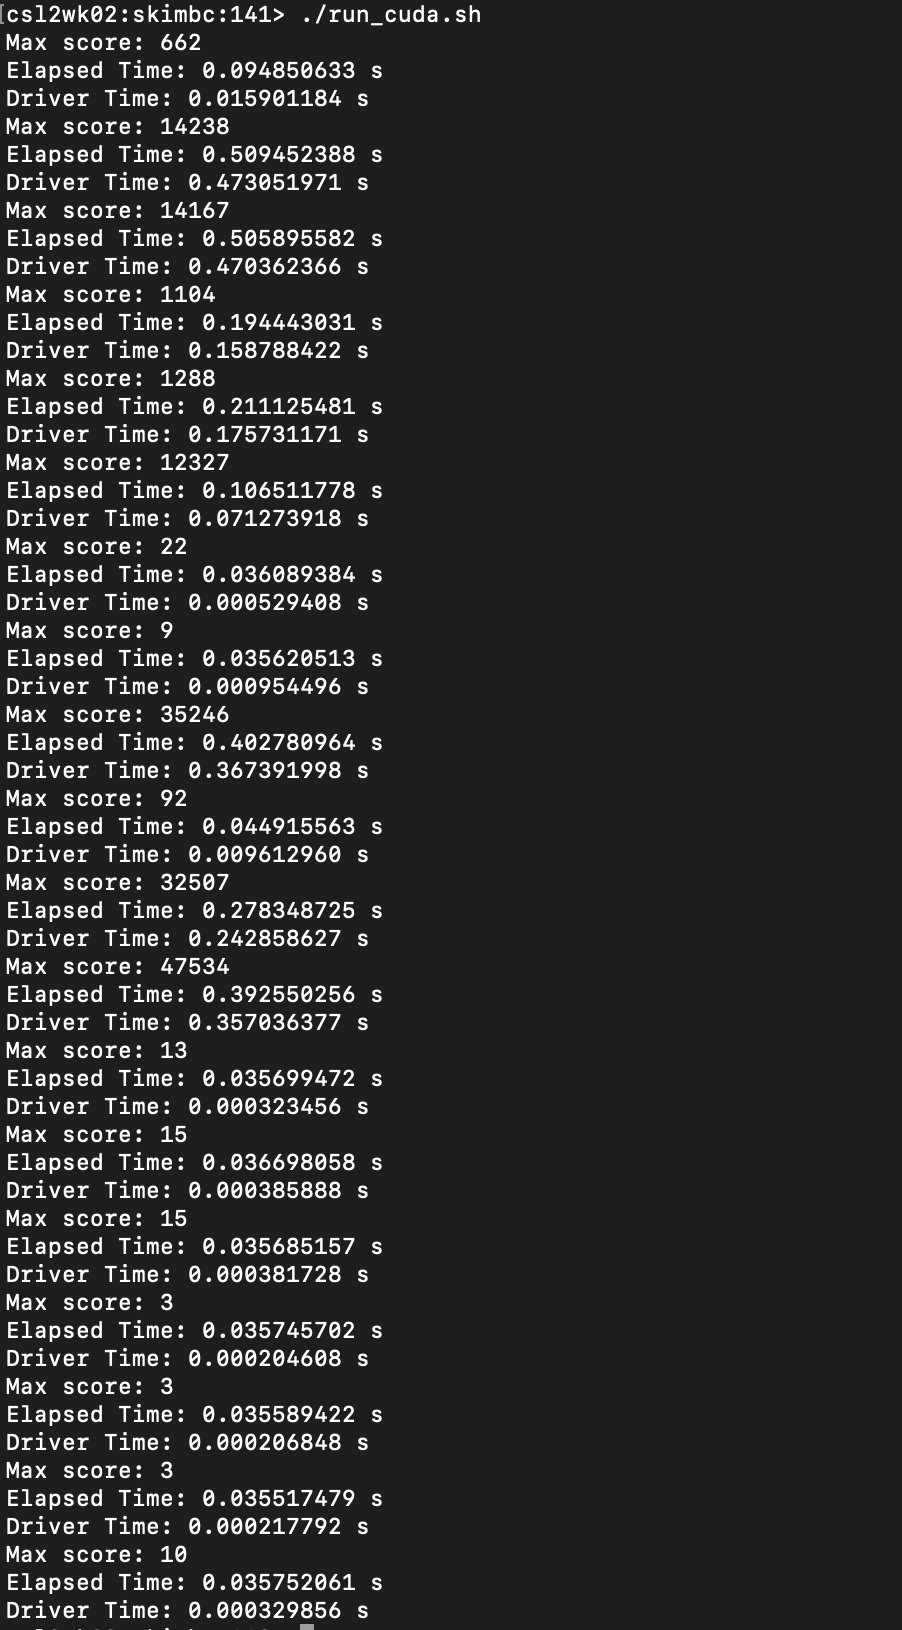 [csl2wk02:skimbc:141> ./run_cuda.sh
Max score: 662
Elapsed Time: 0.094850633 s
Driver Time: 0.015901184 s
Max score: 14238
Elapsed Time: 0.509452388 s
Driver Time: 0.473051971 s
Max score: 14167
Elapsed Time: 0.505895582 s
Driver Time: 0.470362366 s
Max score: 1104
Elapsed Time: 0.194443031 s
Driver Time: 0.158788422 s
Max score: 1288
Elapsed Time: 0.211125481 s
Driver Time: 0.175731171 s
Max score: 12327
Elapsed Time: 0.106511778 s
Driver Time: 0.071273918 s
Max score: 22
Elapsed Time: 0.036089384 s
Driver Time: 0.000529408 s
Max score: 9
Elapsed Time: 0.035620513 s
Driver Time: 0.000954496 s
Max score: 35246
Elapsed Time: 0.402780964 s
Driver Time: 0.367391998 s
Max score: 92
Elapsed Time: 0.044915563 s
Driver Time: 0.009612960 s
Max score: 32507
Elapsed Time: 0.278348725 s
Driver Time: 0.242858627 s
Max score: 47534
Elapsed Time: 0.392550256 s
Driver Time: 0.357036377 s
Max score: 13
Elapsed Time: 0.035699472 s
Driver Time: 0.000323456 s
Max score: 15
Elapsed Time: 0.036698058 s
Driver Time: 0.000385888 s
Max score: 15
Elapsed Time: 0.035685157 s
Driver Time: 0.000381728 s
Max score: 3
Elapsed Time: 0.035745702 s
Driver Time: 0.000204608 s
Max score: 3
Elapsed Time: 0.035589422 s
Driver Time: 0.000206848 s
Max score: 3
Elapsed Time: 0.035517479 s
Driver Time: 0.000217792 s
Max score: 10
Elapsed Time: 0.035752061 s
Driver Time: 0.000329856 s